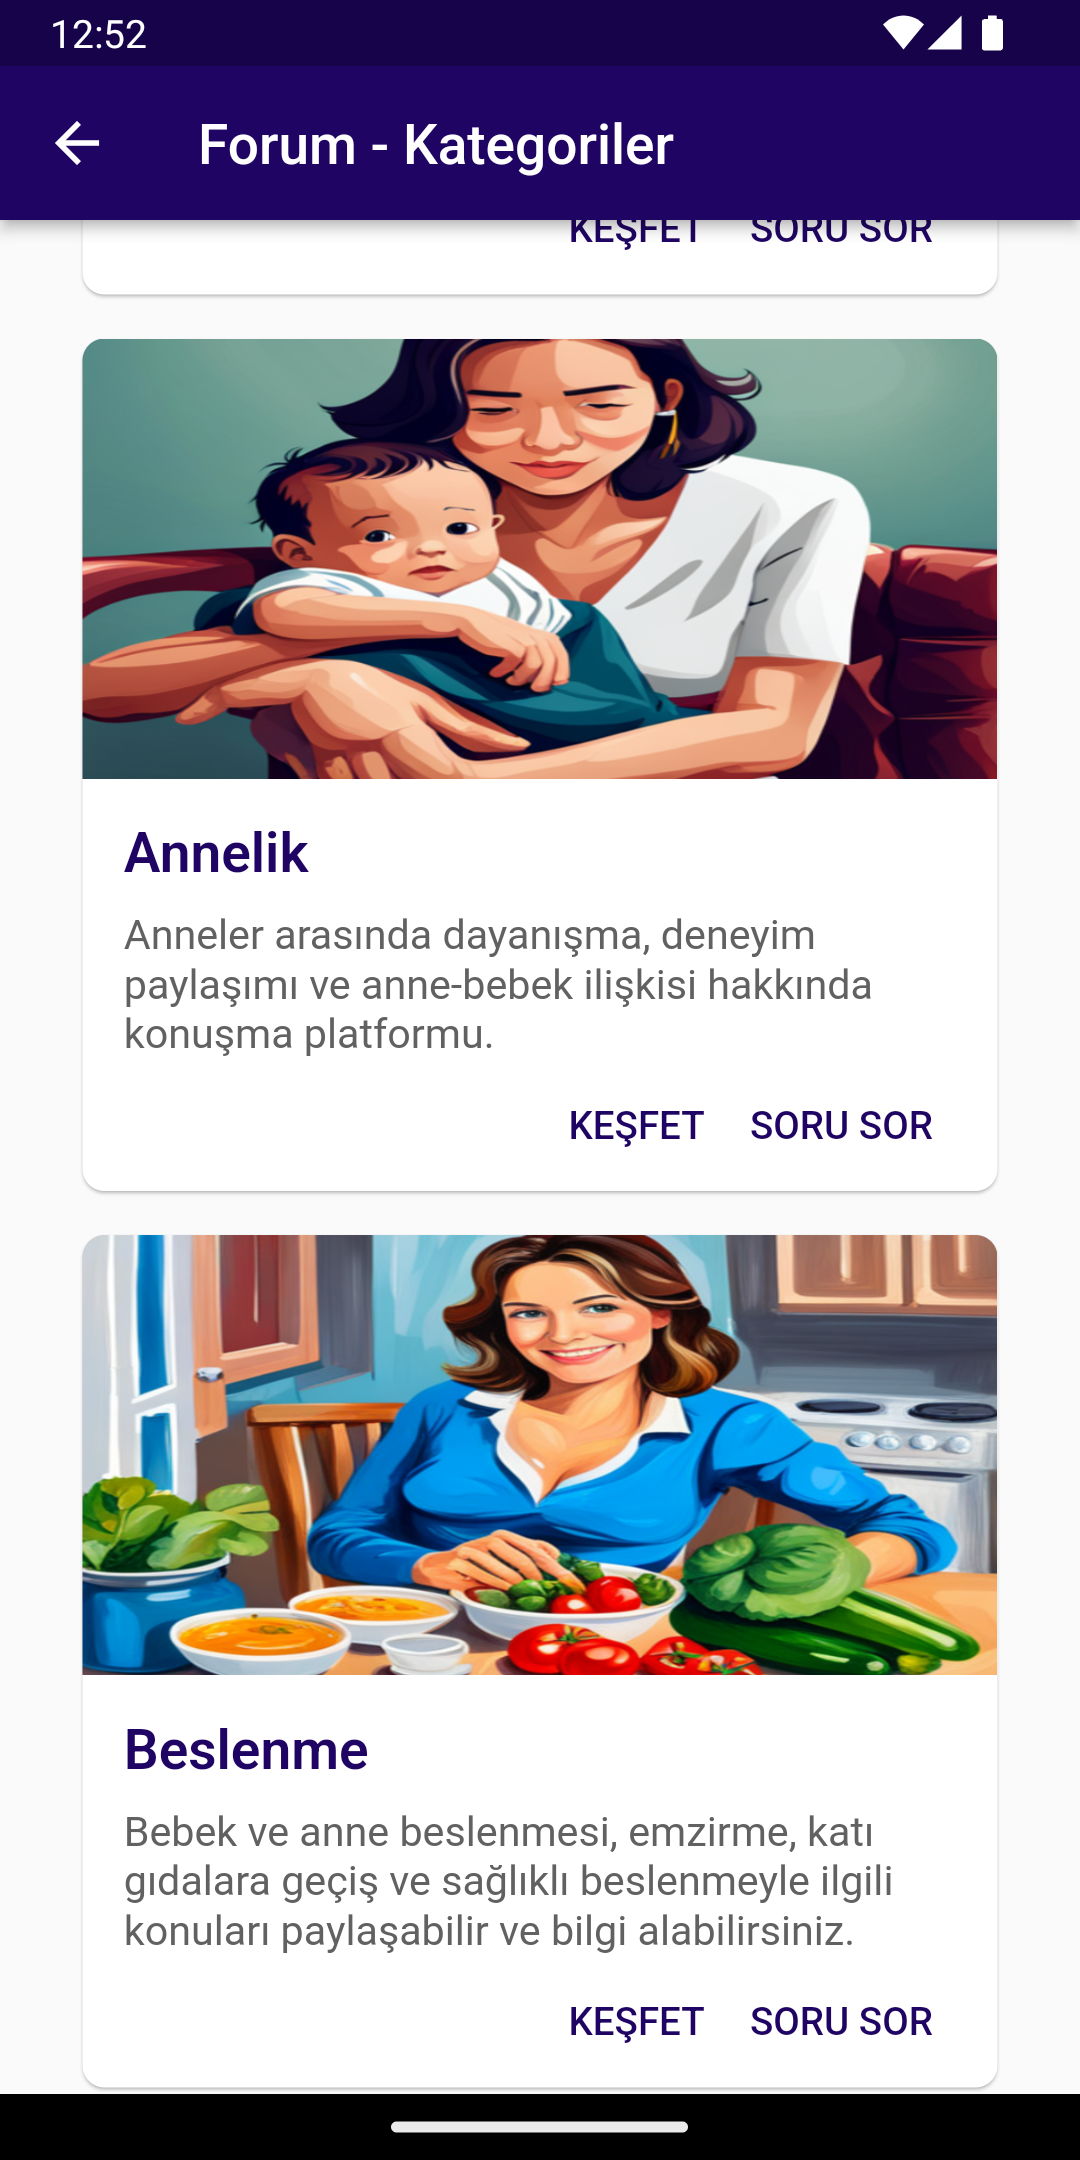 12:52
Forum - Kategoriler
KEŞFET SORU SOR
Annelik
Anneler arasında dayanışma, deneyim
paylaşımı ve anne-bebek ilişkisi hakkında
konuşma platformu.
KEŞFET SORU SOR
Beslenme
Bebek ve anne beslenmesi, emzirme, katı
gıdalara geçiş ve sağlıklı beslenmeyle ilgili
konuları paylaşabilir ve bilgi alabilirsiniz.
KEŞFET SORU SOR